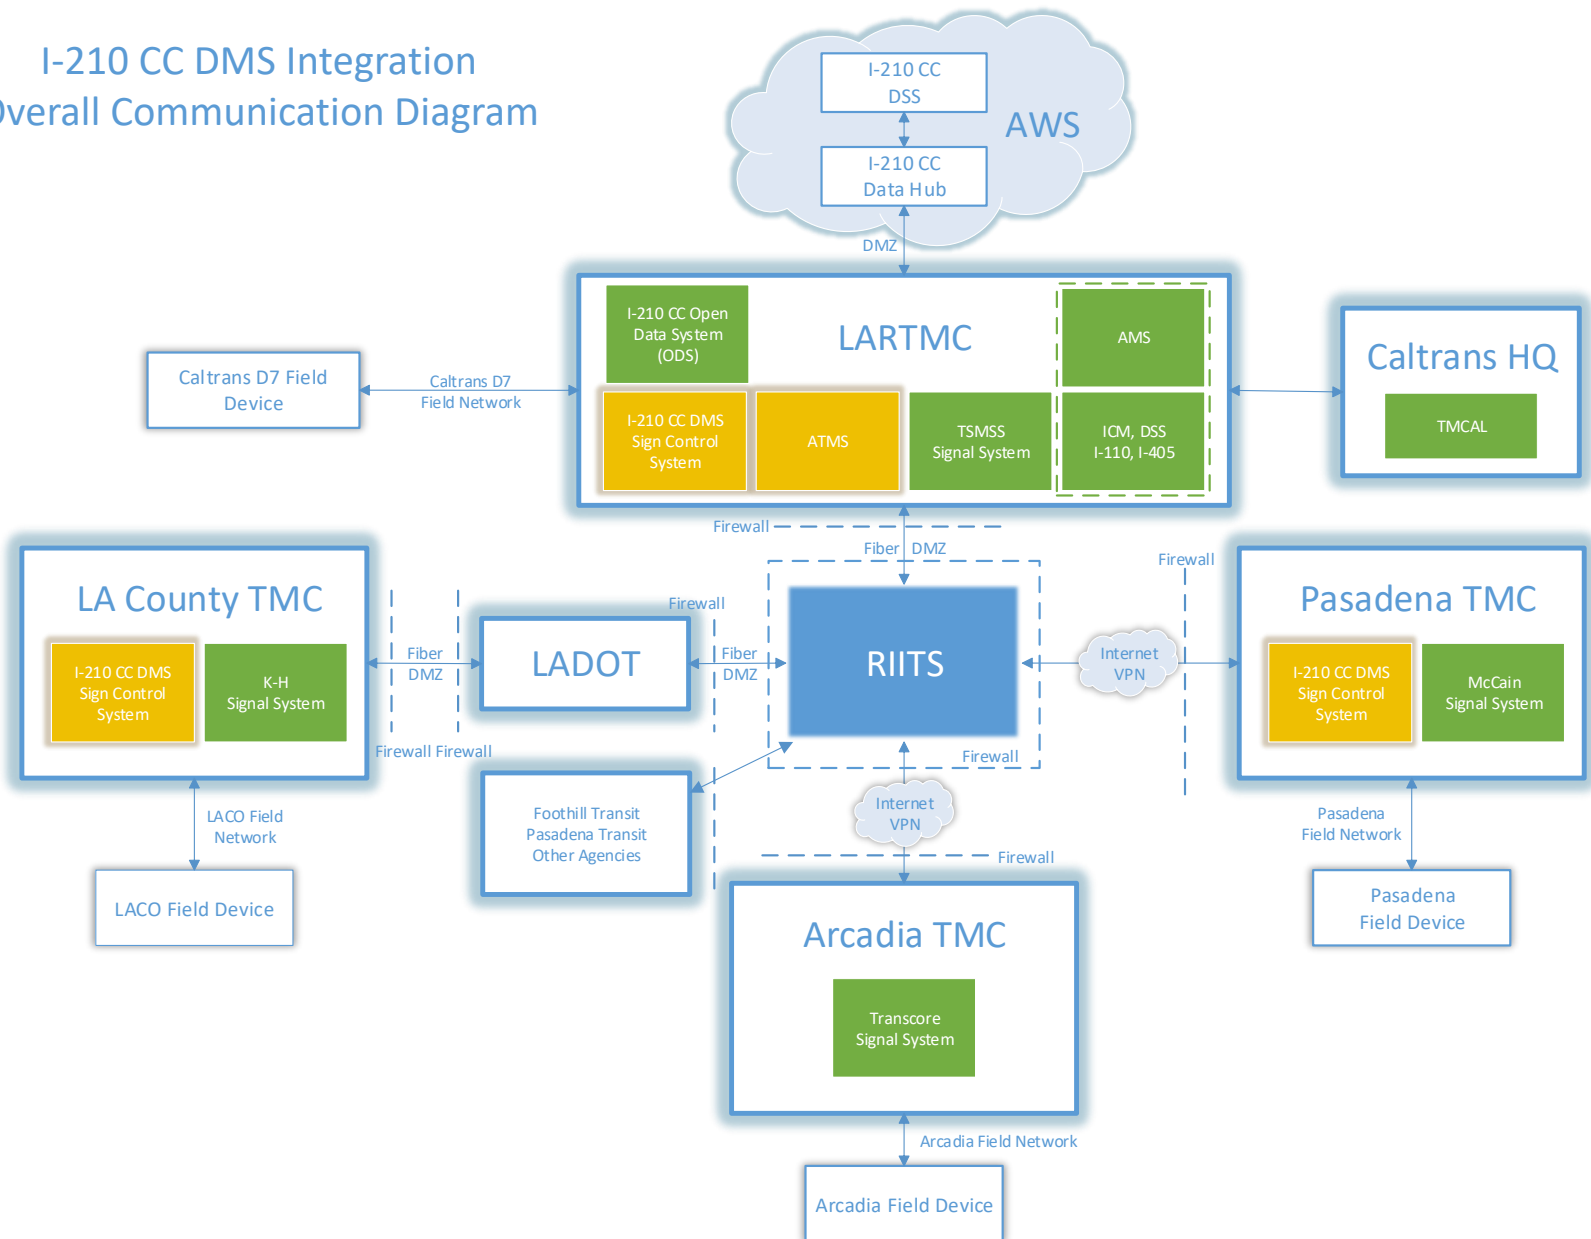 I-210 CC DMS Integration
Overall Communication Diagram
I-210 CC
DSS
AWS
I-210 CC
Data Hub
DMZ
I-210 CC Open
Data System
(ODS)
LARTMC
AMS
I-210 CC DMS
Sign Control
System
ATMS
TSMSS
Signal System
ICM, DSS
I-110, I-405
Caltrans D7 Field
Device
Caltrans D7
Field Network
Caltrans HQ
TMCAL
Firewall
Fiber
DMZ
LA County TMC
I-210 CC DMS
Sign Control
System
K-H
Signal System
Fiber
DMZ
Firewall Firewall
LADOT
Firewall
Fiber
DMZ
RIITS
Firewall
Internet
VPN
Firewall
Pasadena TMC
I-210 CC DMS
Sign Control
System
McCain
Signal System
LACO Field
Network
LACO Field Device
Foothill Transit
Pasadena Transit
Other Agencies
Internet
VPN
Firewall
Pasadena
Field Network
Pasadena
Field Device
Arcadia TMC
Transcore
Signal System
Arcadia Field Network
Arcadia Field Device